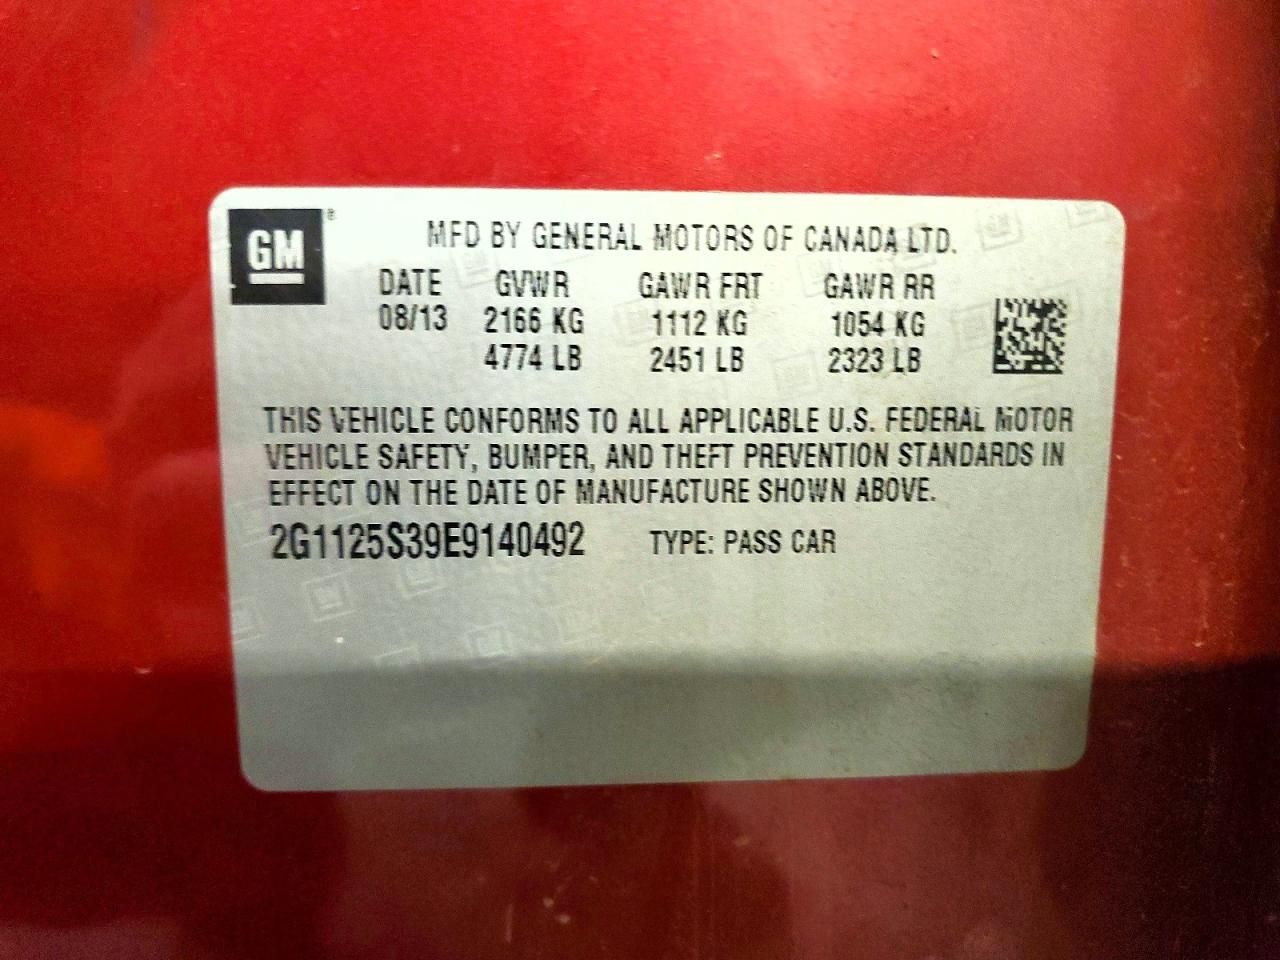 GM ®
MFD BY GENERAL MOTORS OF CANADA LTD.
DATE GVWR GAWR FRT GAWR RR
08/13 2166 KG 1112 KG 1054 KG
4774 LB 2451 LB 2323 LB
THIS VEHICLE CONFORMS TO ALL APPLICABLE U.S. FEDERAL MOTOR
VEHICLE SAFETY, BUMPER, AND THEFT PREVENTION STANDARDS IN
EFFECT ON THE DATE OF MANUFACTURE SHOWN ABOVE.
2G1125S39E9140492 TYPE: PASS CAR